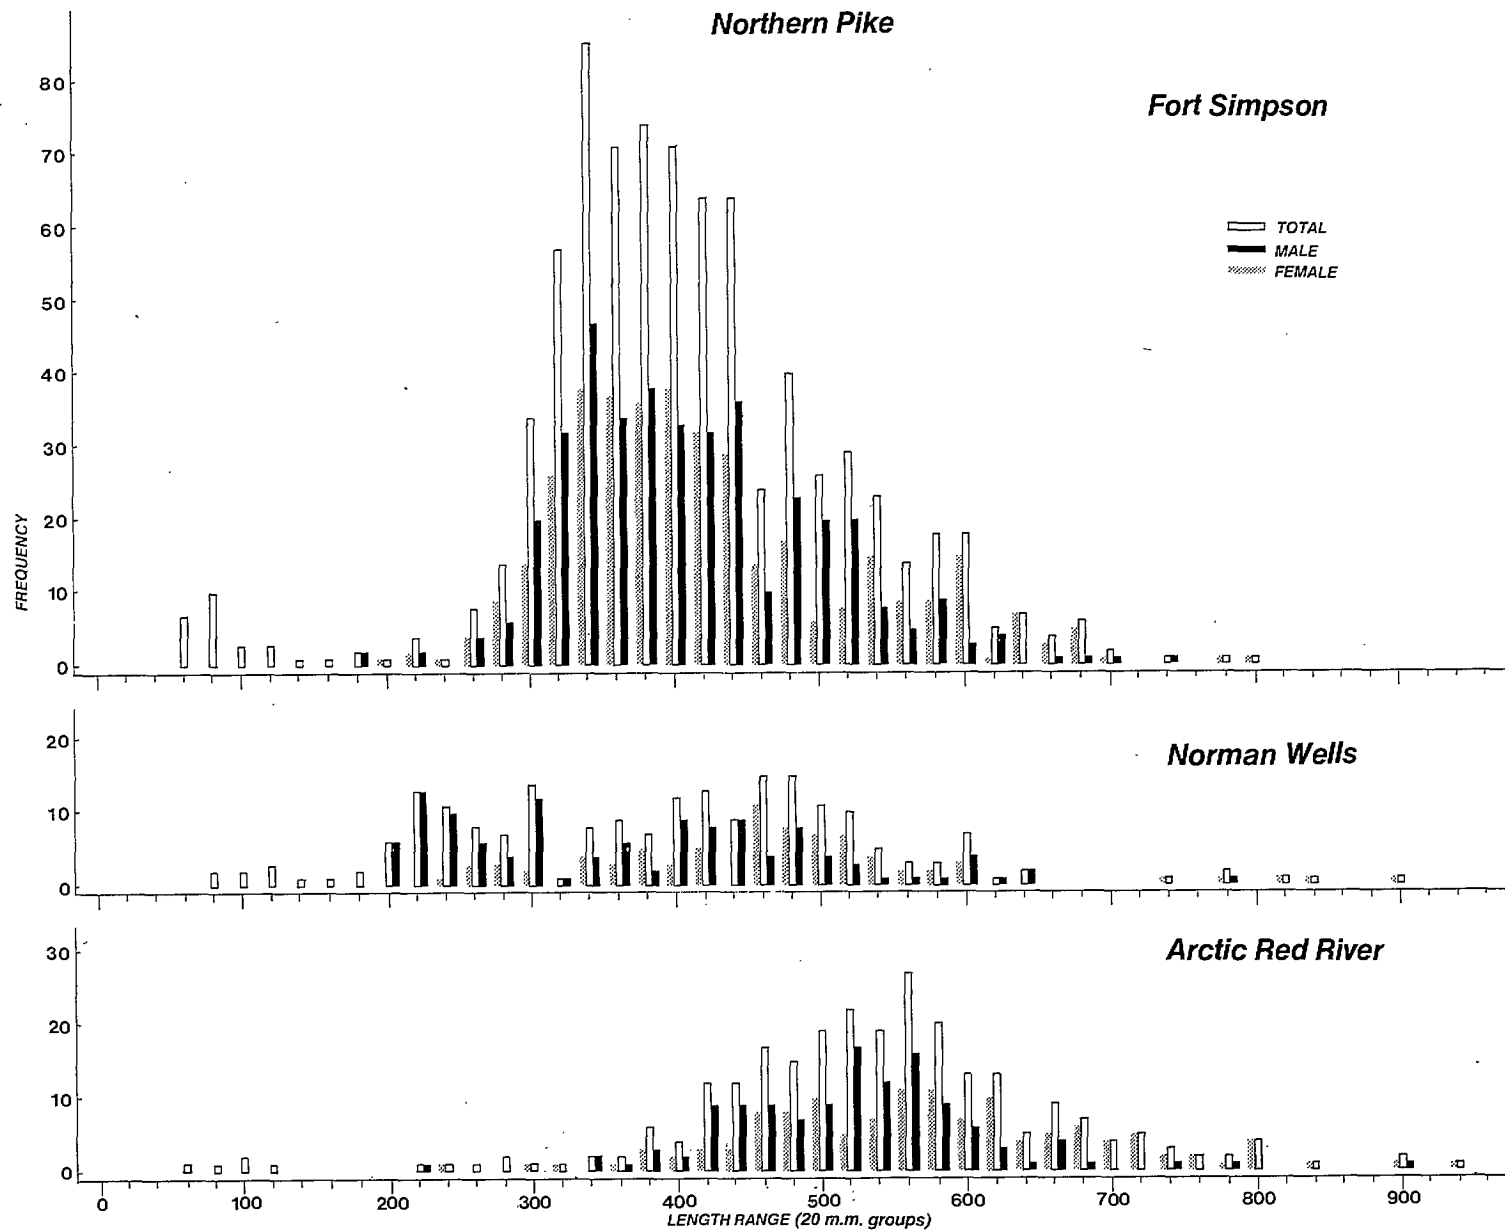 Northern Pike
Fort Simpson
TOTAL
MALE
FEMALE
80
70
60
50
40
30
20
10
0
FREQUENCY
Norman Wells
20
10
0
Arctic Red River
30
20
10
0
0 100 200 300 400 500 600 700 800 900
LENGTH RANGE (20 m.m. groups)